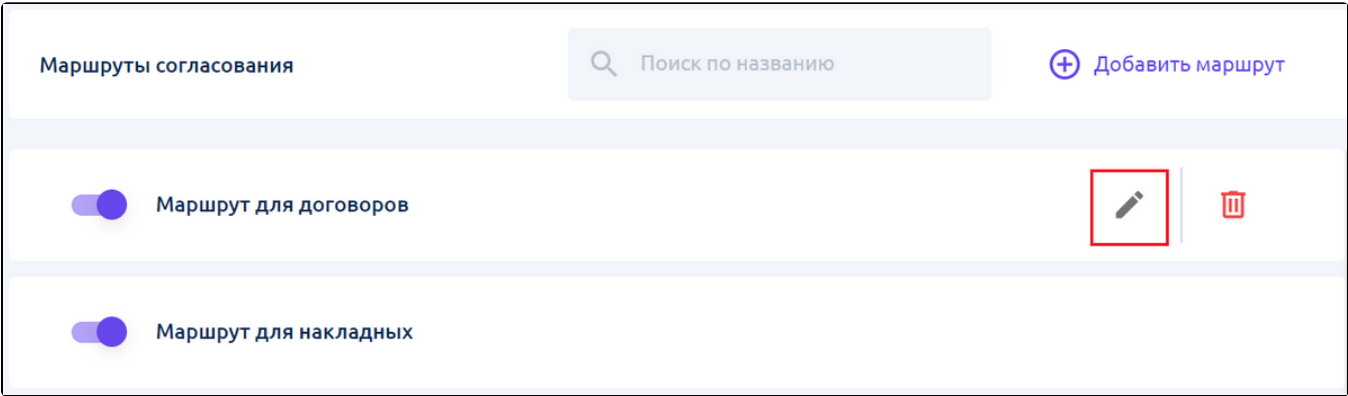 Маршруты согласования
Поиск по названию
Добавить маршрут
Маршрут для договоров
Маршрут для накладных